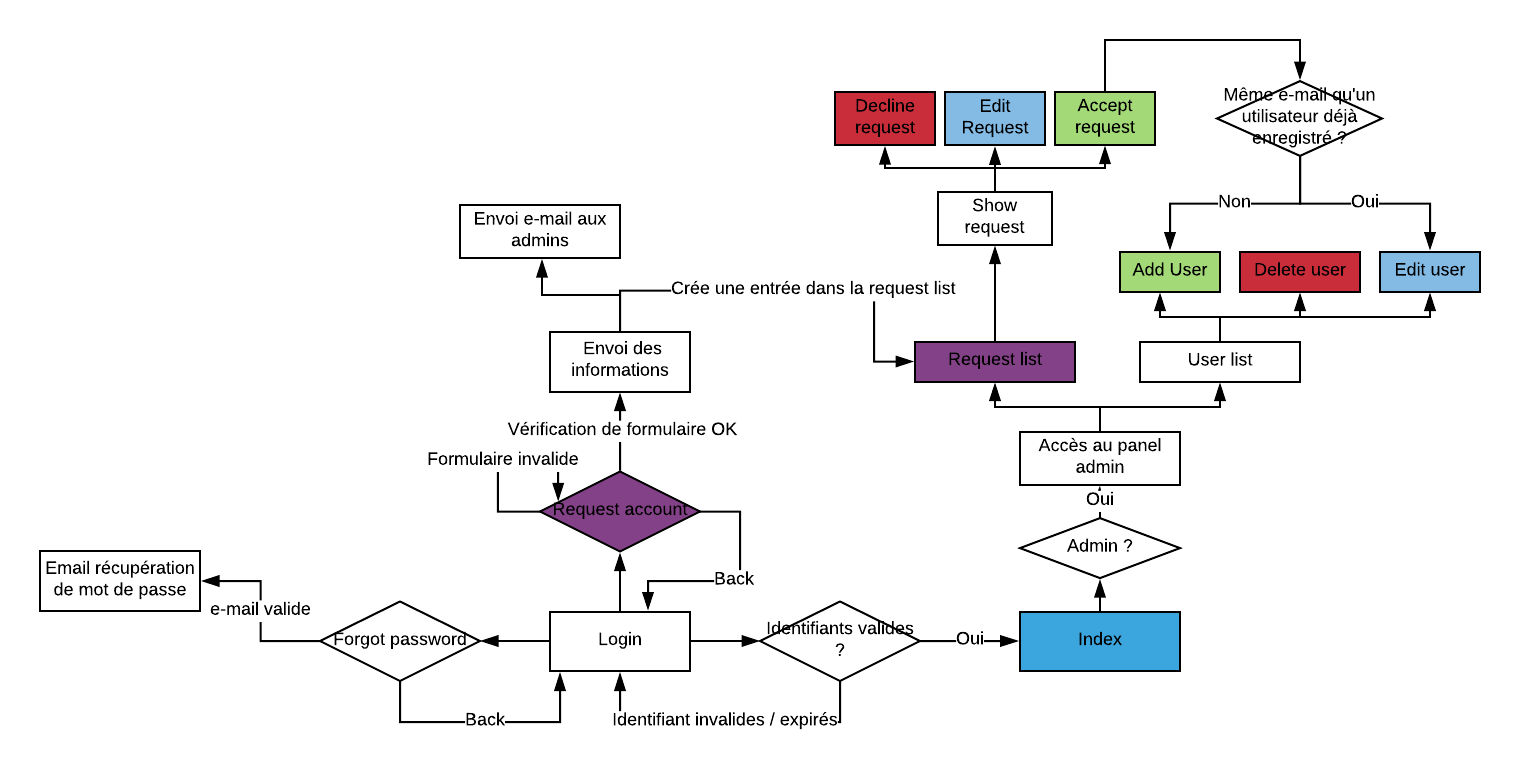 Même e-mail qu'un
utilisateur déjà
enregistré ?
Decline
request
Edit
Request
Accept
request
Non
Oui
Show
request
Envoi e-mail aux
admins
Add User
Delete user
Edit user
Crée une entrée dans la request list
Envoi des
informations
Request list
User list
Vérification de formulaire OK
Formulaire invalide
Accès au panel
admin
Oui
Request account
Admin ?
Email récupération
de mot de passe
Back
e-mail valide
Forgot password
Login
Identifiants valides
?
Oui
Index
Back
Identifiant invalides / expirés